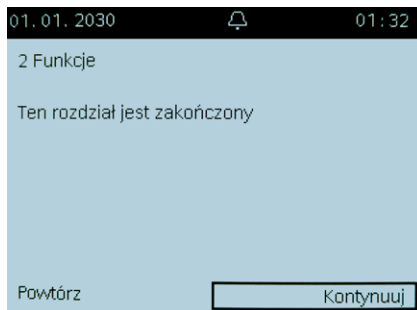 01.01.2030 01:32
2 Funkcje
Ten rozdział jest zakończony
Powtórz Kontynuuj